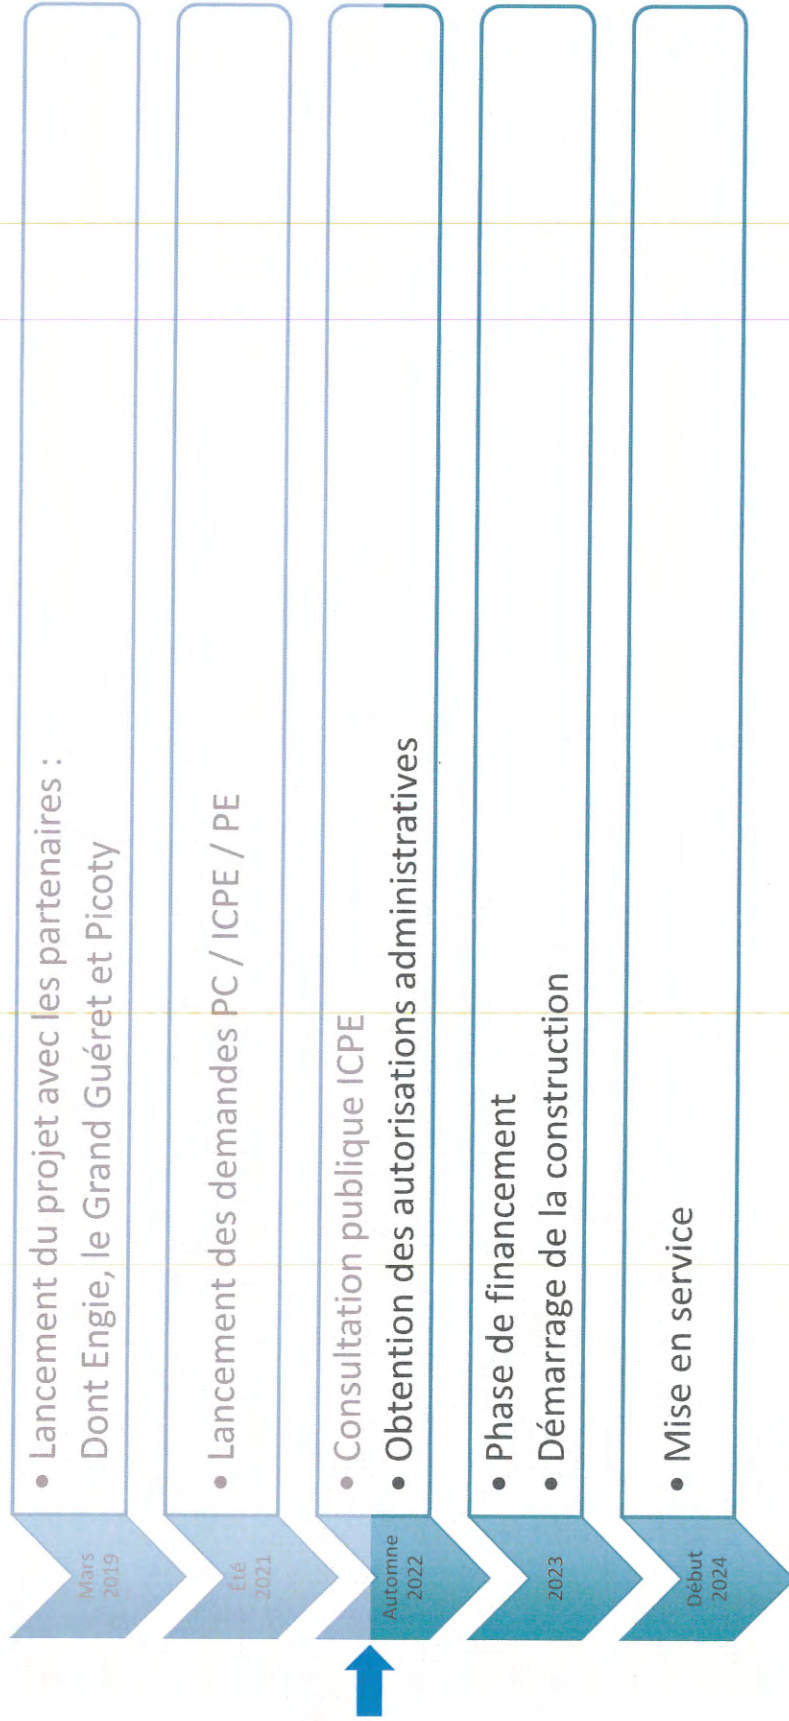 Mars
2019
• Lancement du projet avec les partenaires :
Dont Engie, le Grand Guéret et Picoty
Été
2021
• Lancement des demandes PC / ICPE / PE
Automne
2022
• Consultation publique ICPE
• Obtention des autorisations administratives
2023
• Phase de financement
• Démarrage de la construction
Début
2024
• Mise en service